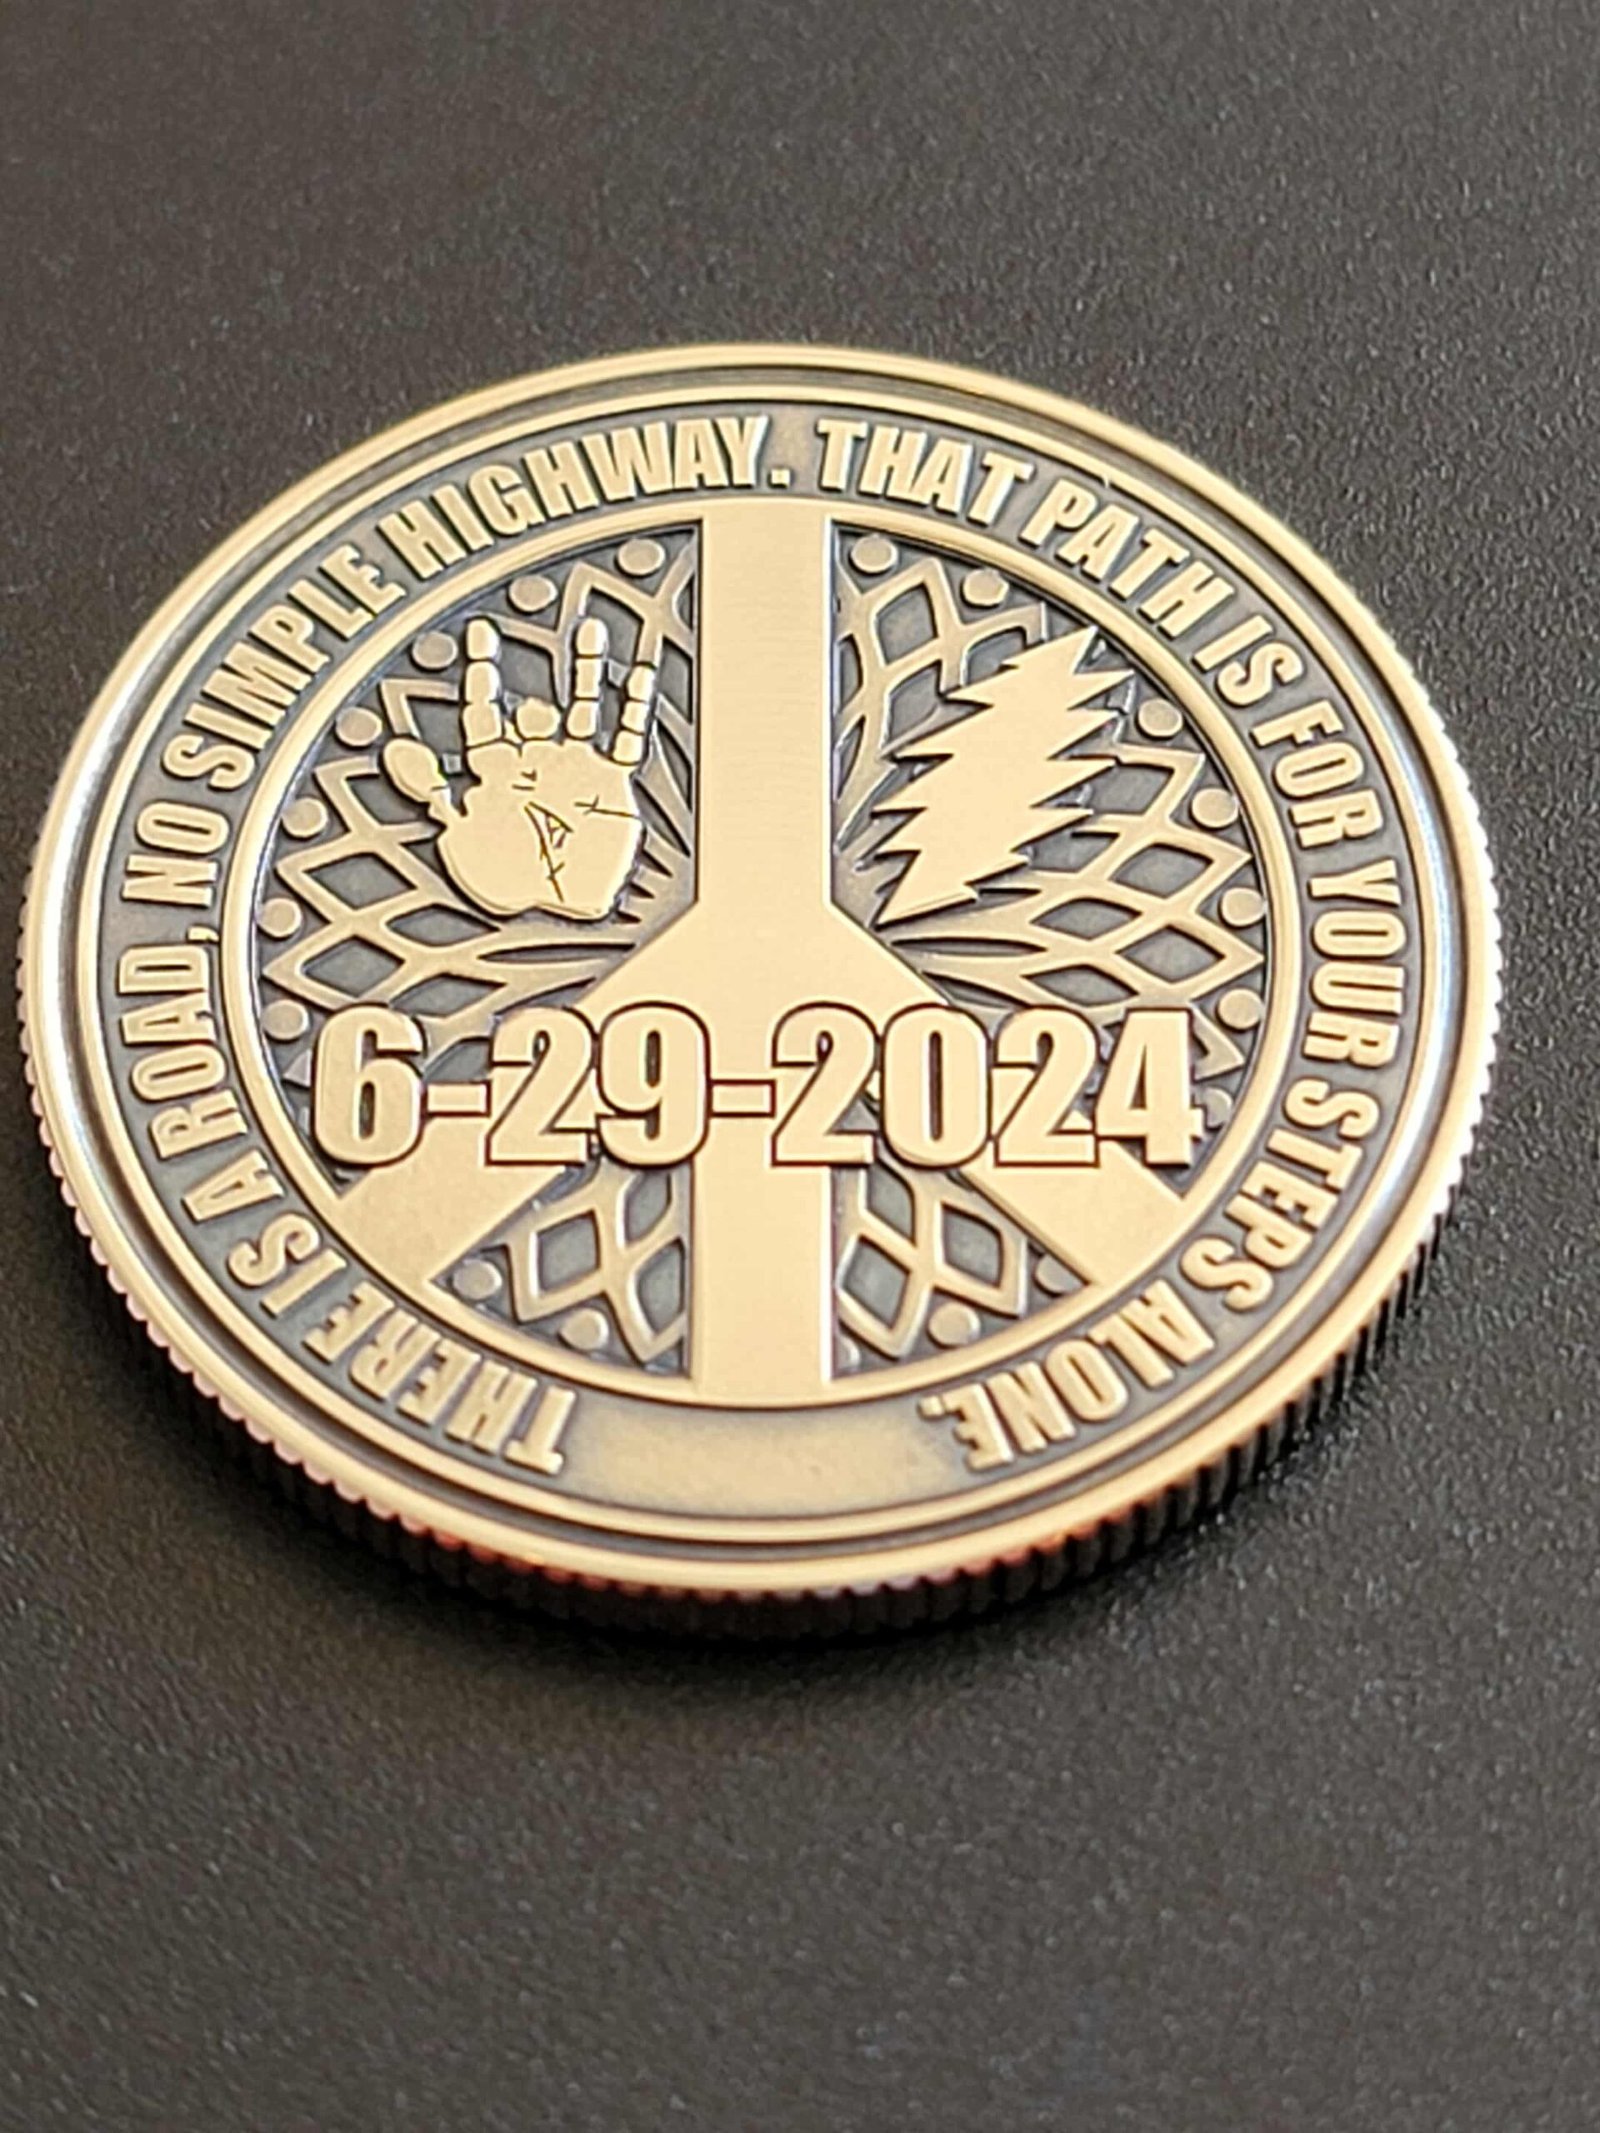 THERE IS A ROAD, NO SIMPLE HIGHWAY. THAT PATH IS FOR YOUR STEPS ALONE.
6-29-2024